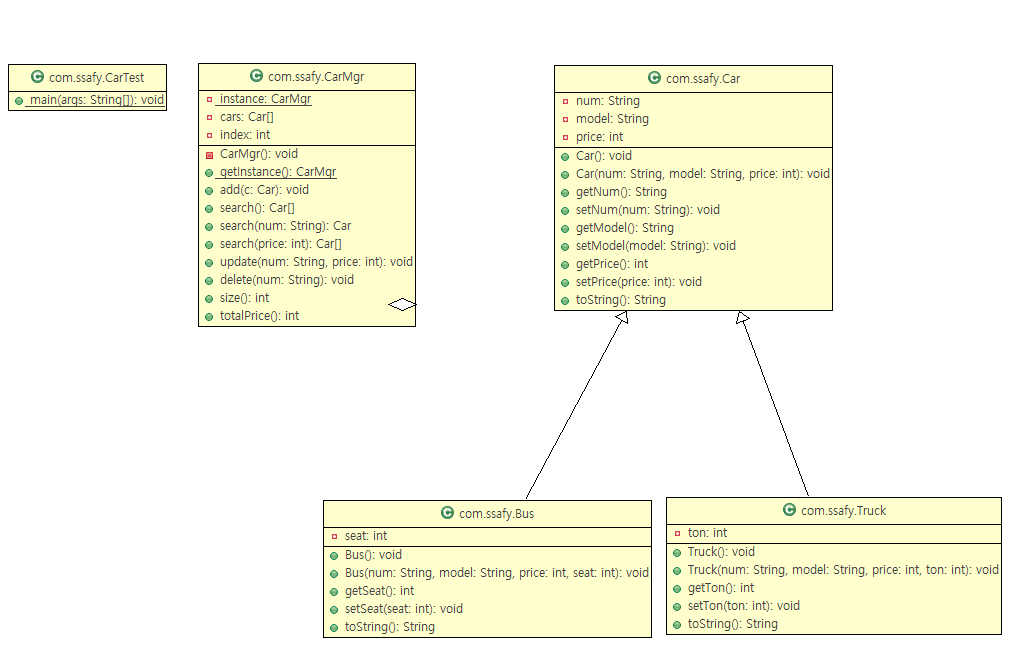 com.ssafy.CarTest
main(args: String[]): void
com.ssafy.CarMgr
instance: CarMgr
cars: Car[]
index: int
CarMgr(): void
getInstance(): CarMgr
add(c: Car): void
search(): Car[]
search(num: String): Car
search(price: int): Car[]
update(num: String, price: int): void
delete(num: String): void
size(): int
totalPrice(): int
com.ssafy.Car
num: String
model: String
price: int
Car(): void
Car(num: String, model: String, price: int): void
getNum(): String
setNum(num: String): void
getModel(): String
setModel(model: String): void
getPrice(): int
setPrice(price: int): void
toString(): String
com.ssafy.Bus
seat: int
Bus(): void
Bus(num: String, model: String, price: int, seat: int): void
getSeat(): int
setSeat(seat: int): void
toString(): String
com.ssafy.Truck
ton: int
Truck(): void
Truck(num: String, model: String, price: int, ton: int): void
getTon(): int
setTon(ton: int): void
toString(): String